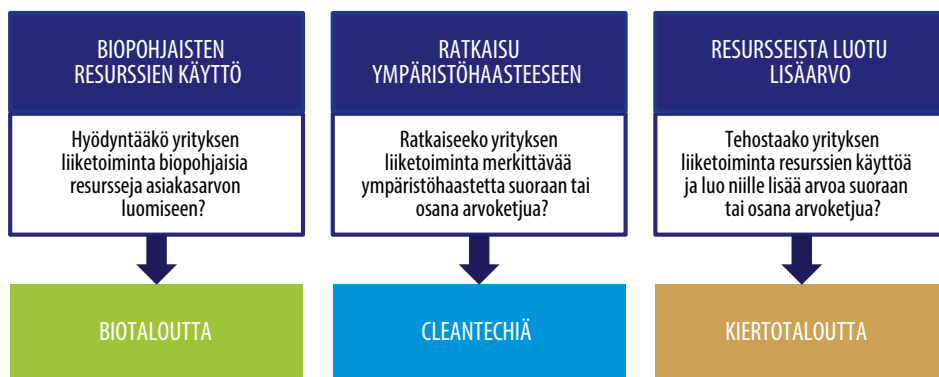 BIOPOHJAISTEN
RESURSSIEN KÄYTTÖ
Hyödyntääkö yrityksen
liiketoiminta biopohjaisia
resursseja asiakasarvon
luomiseen?
BIOTALOUTTA
RATKAISU
YMPÄRISTÖHAASTEESEEN
Ratkaiseeko yrityksen
liiketoiminta merkittävää
ympäristöhaastetta suoraan tai
osana arvoketjua?
CLEANTECHIÄ
RESURSSEISTA LUOTU
LISÄARVO
Tehostaako yrityksen
liiketoiminta resurssien käyttöä
ja luo niille lisää arvoa suoraan
tai osana arvoketjua?
KIERTOTALOUTTA